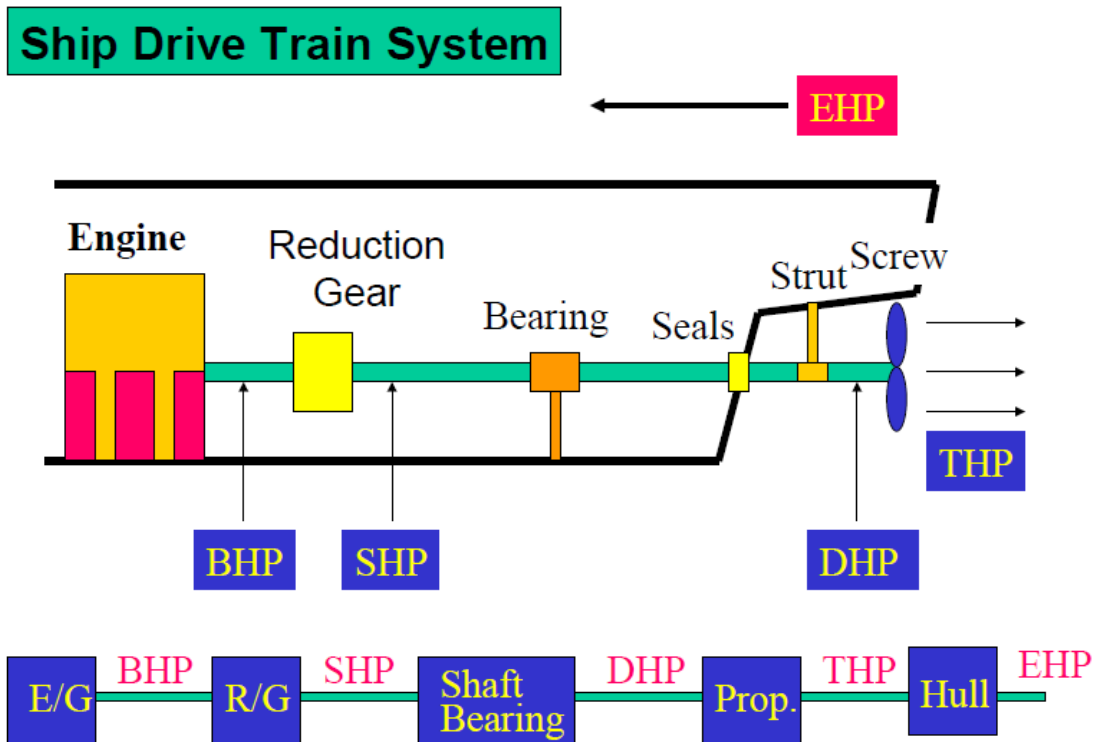 Ship Drive Train System
EHP
Engine
Reduction
Gear
Bearing
Seals
Strut
Screw
THP
BHP
SHP
DHP
E/G
BHP
R/G
SHP
Shaft
Bearing
DHP
Prop.
THP
Hull
EHP